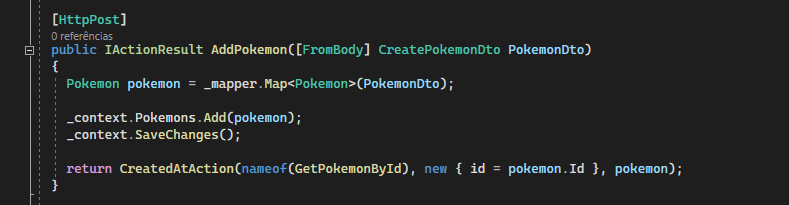 [HttpPost]
0 referências
public IActionResult AddPokemon([FromBody] CreatePokemonDto PokemonDto)
{
Pokemon pokemon = _mapper.Map<Pokemon>(PokemonDto);
_context.Pokemons.Add(pokemon);
_context.SaveChanges();
return CreatedAtAction(nameof(GetPokemonById), new { id = pokemon.Id }, pokemon);
}